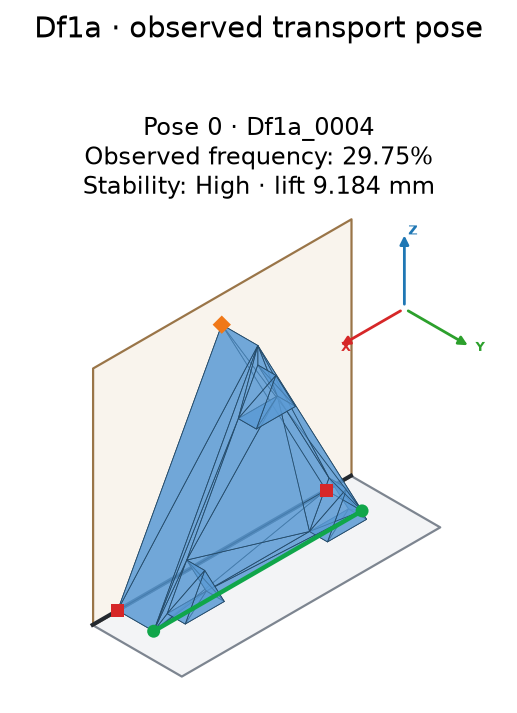 Df1a · observed transport pose
Pose 0 · Df1a_0004
Observed frequency: 29.75%
Stability: High · lift 9.184 mm
Z
X
Y